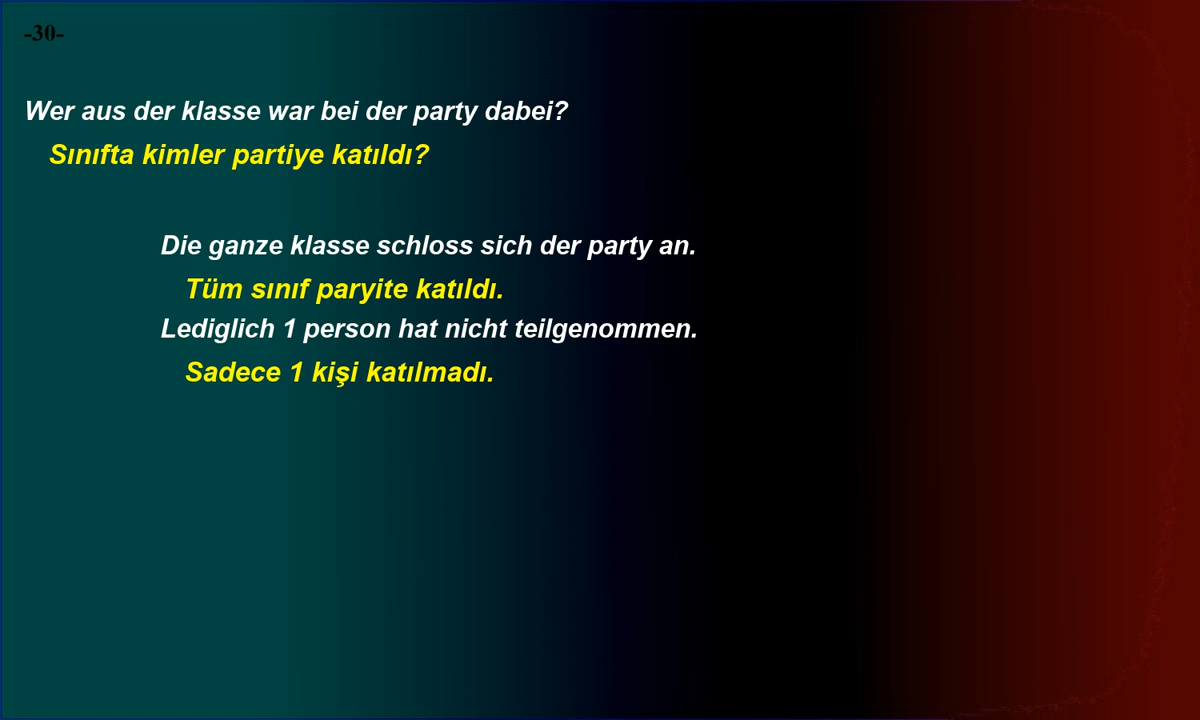 -30-
Wer aus der klasse war bei der party dabei?
Sınıfta kimler partiye katıldı?
Die ganze klasse schloss sich der party an.
Tüm sınıf paryite katıldı.
Lediglich 1 person hat nicht teilgenommen.
Sadece 1 kişi katılmadı.